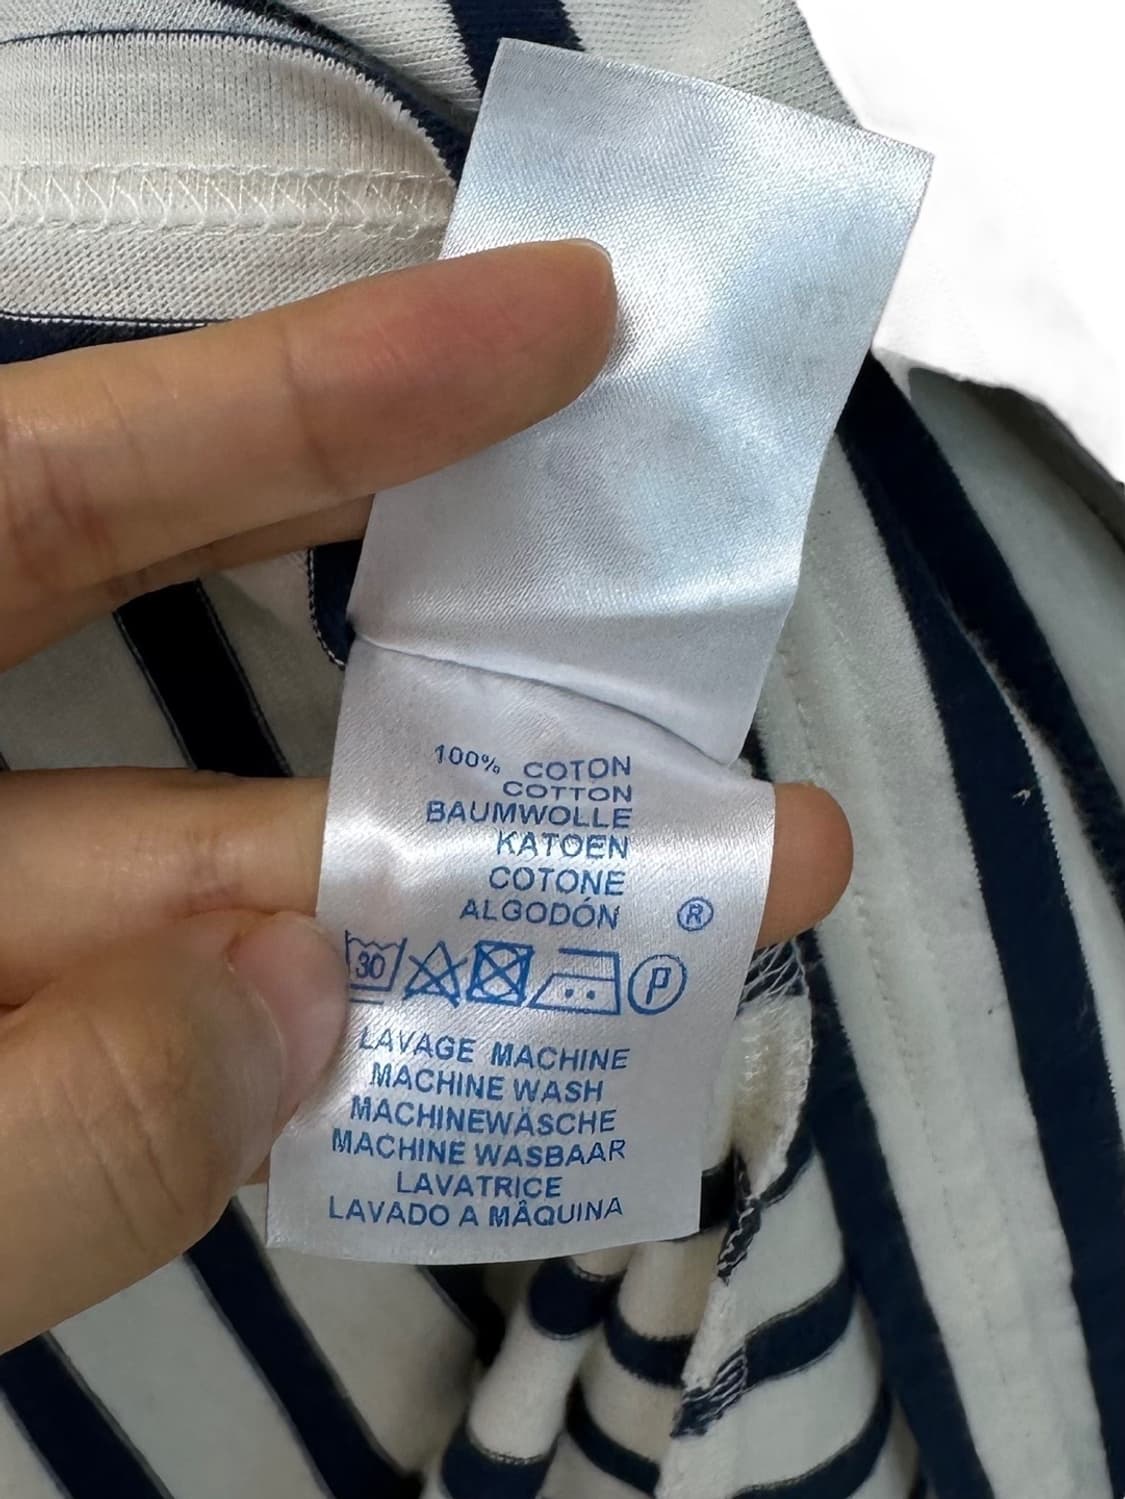 100% COTON
COTTON
BAUMWOLLE
KATOEN
COTONE
ALGODÓN ®
30 P
LAVAGE MACHINE
MACHINE WASH
MACHINEWÄSCHE
MACHINE WASBAAR
LAVATRICE
LAVADO A MÂQUINA